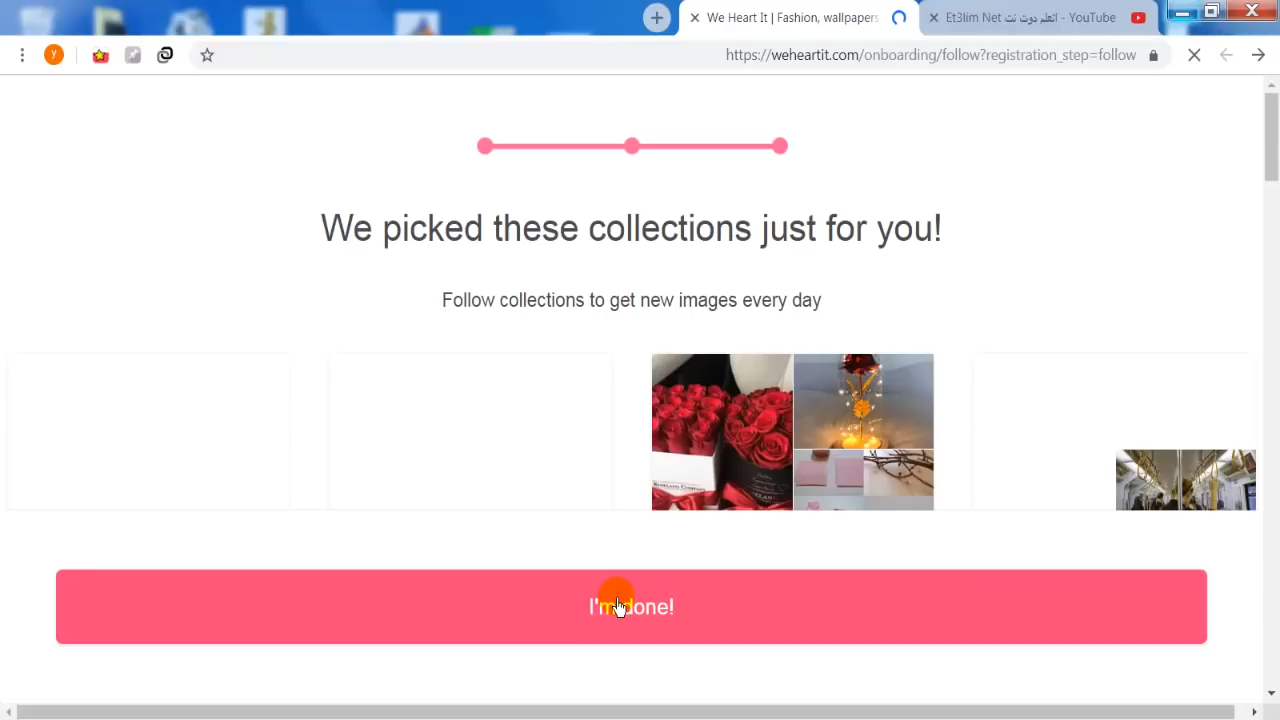 We Heart It | Fashion, wallpapers
Et3lim Net اتعلم دوت نت - YouTube
y
https://weheartit.com/onboarding/follow?registration_step=follow
We picked these collections just for you!
Follow collections to get new images every day
I'm done!